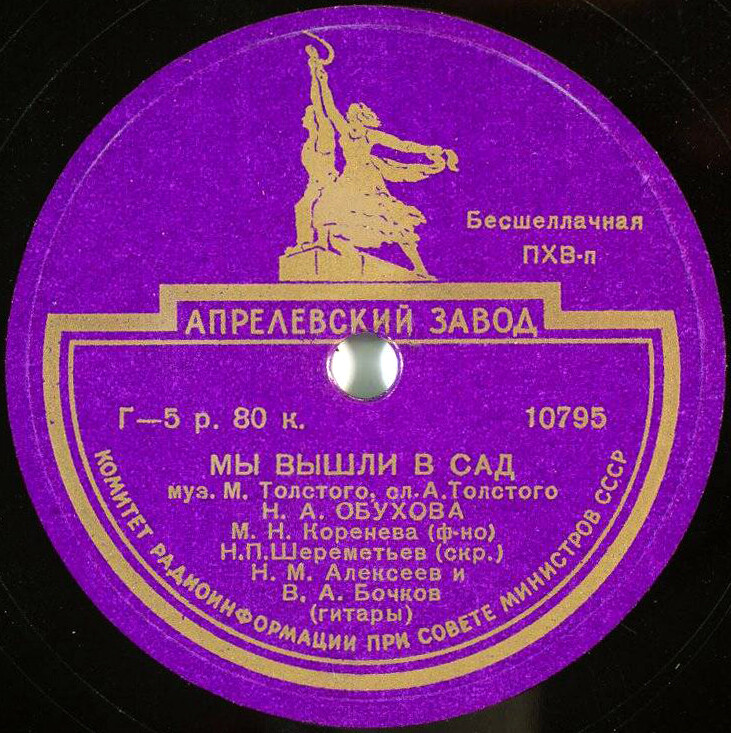 Бесшеллачная
ПХВ-п
АПРЕЛЕВСКИЙ ЗАВОД
Г—5 р. 80 к.
10795
МЫ ВЫШЛИ В САД
муз. М. Толстого, сл. А. Толстого
Н. А. ОБУХОВА
М. Н. Коренева (ф-но)
Н. П. Шереметьев (скр.)
Н. М. Алексеев и
В. А. Бочков
(гитары)
КОМИТЕТ РАДИОИНФОРМАЦИИ ПРИ СОВЕТЕ МИНИСТРОВ СССР